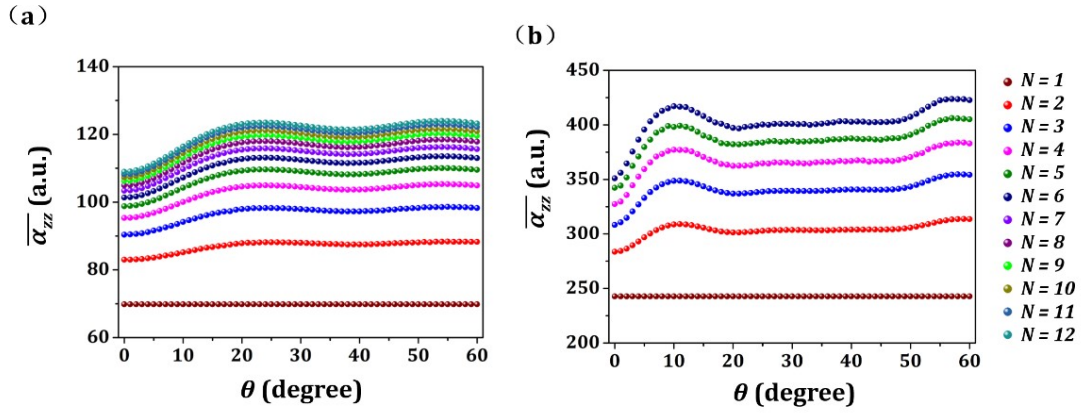 (a)
140
120
100
80
60
0 10 20 30 40 50 60
θ (degree)
α̅zz (a.u.)
(b)
450
400
350
300
250
200
0 10 20 30 40 50 60
θ (degree)
α̅zz (a.u.)
N = 1
N = 2
N = 3
N = 4
N = 5
N = 6
N = 7
N = 8
N = 9
N = 10
N = 11
N = 12